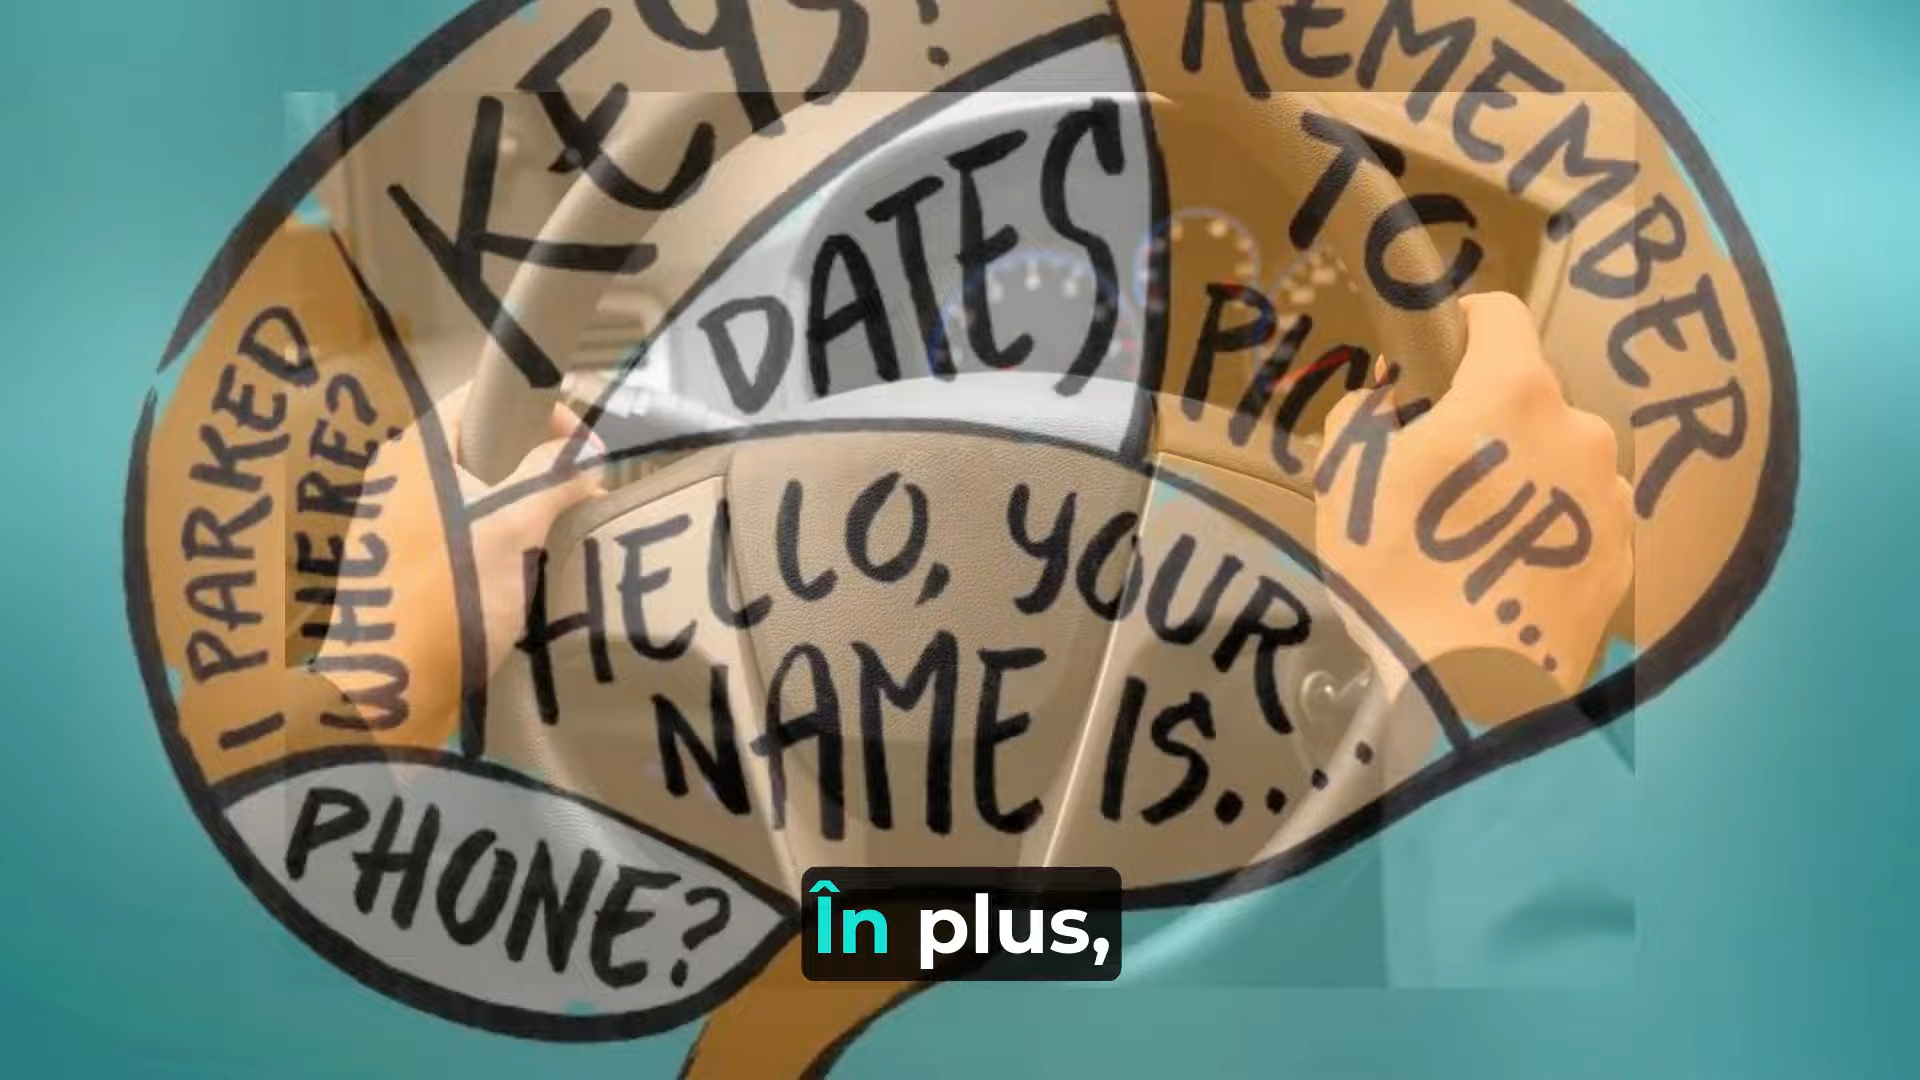 KEYS?
DATES
REMEMBER
TO
PICK UP...
I PARKED
WHERE?
HELLO, YOUR
NAME IS....
PHONE?
În plus,